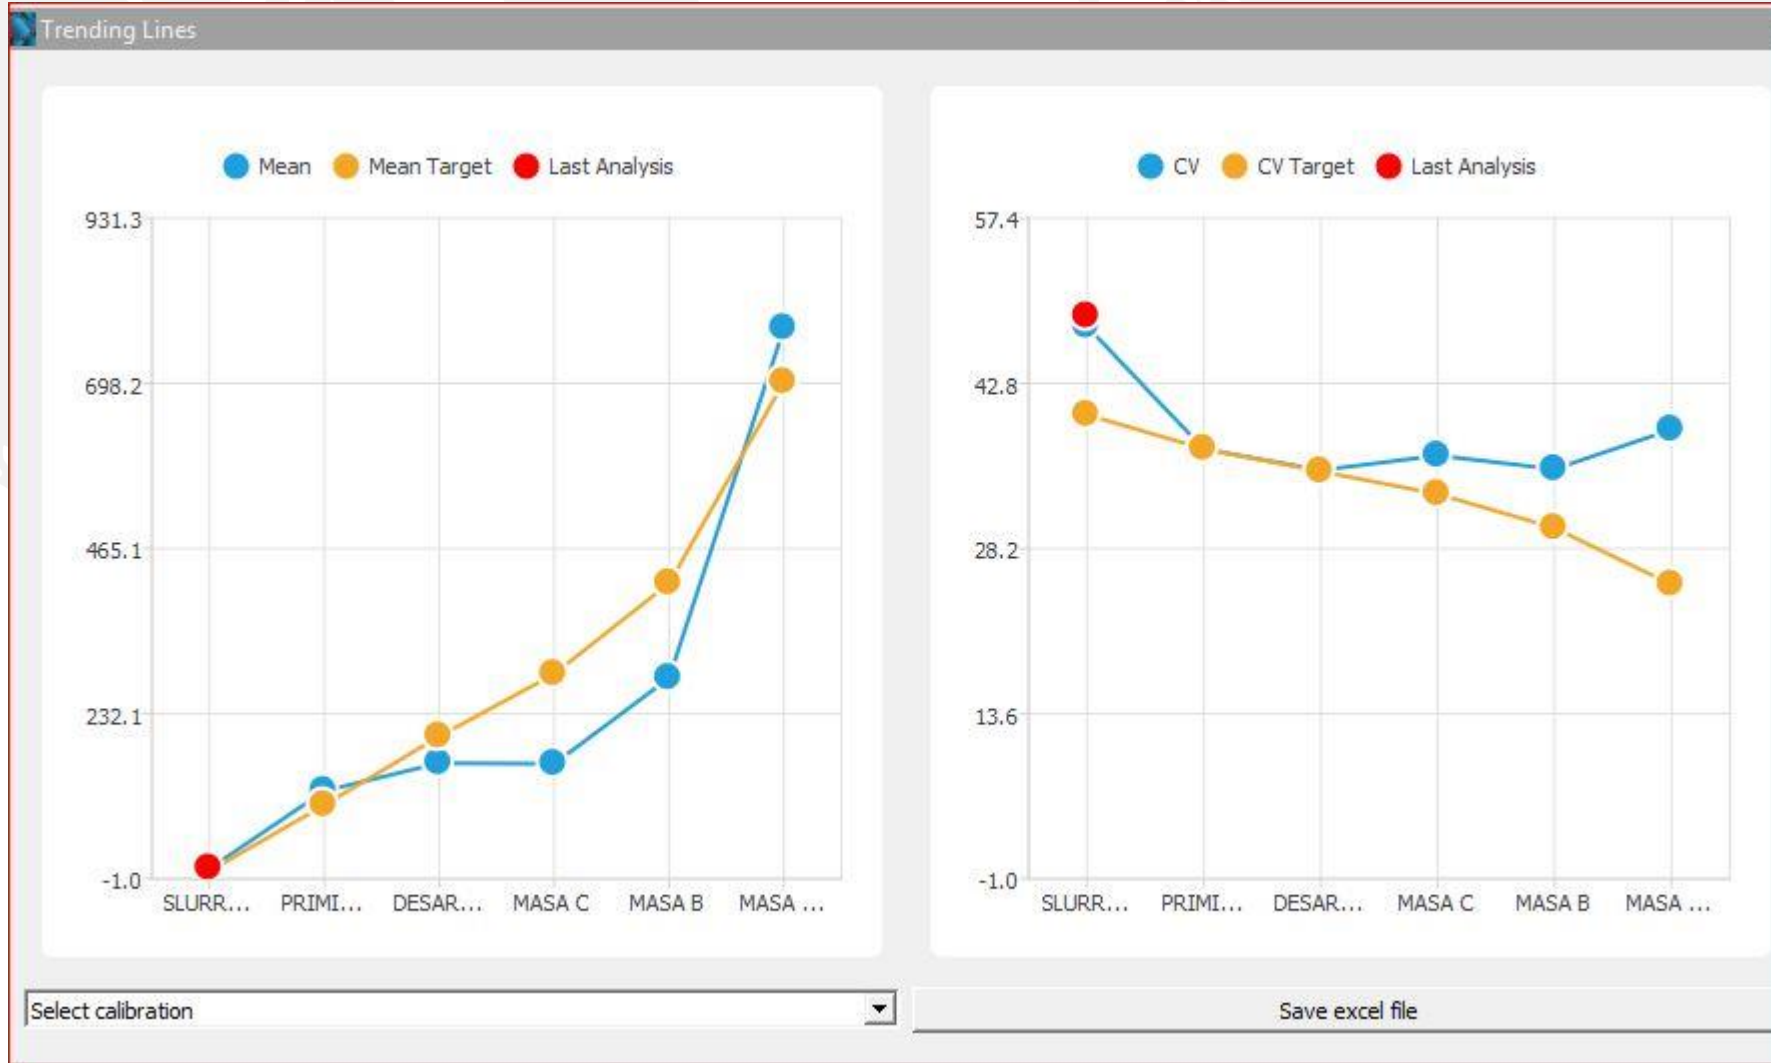 Trending Lines
Mean Mean Target Last Analysis
931.3
698.2
465.1
232.1
-1.0
SLURR... PRIMI... DESAR... MASA C MASA B MASA ...
CV CV Target Last Analysis
57.4
42.8
28.2
13.6
-1.0
SLURR... PRIMI... DESAR... MASA C MASA B MASA ...
Select calibration
Save excel file